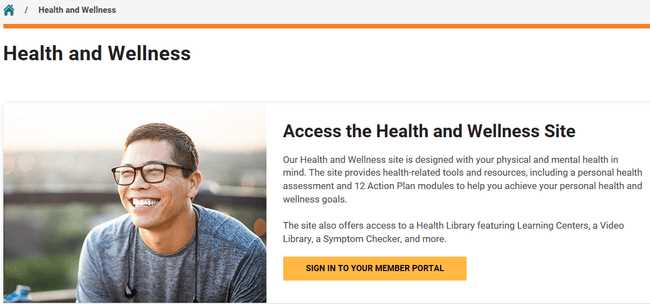 / Health and Wellness
Health and Wellness
Access the Health and Wellness Site
Our Health and Wellness site is designed with your physical and mental health in
mind. The site provides health-related tools and resources, including a personal health
assessment and 12 Action Plan modules to help you achieve your personal health and
wellness goals.
The site also offers access to a Health Library featuring Learning Centers, a Video
Library, a Symptom Checker, and more.
SIGN IN TO YOUR MEMBER PORTAL